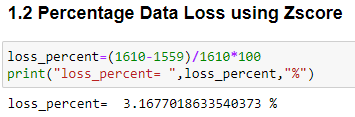 1.2 Percentage Data Loss using Zscore
loss_percent=(1610-1559)/1610*100
print("loss_percent= ",loss_percent,"%")
loss_percent=  3.1677018633540373 %